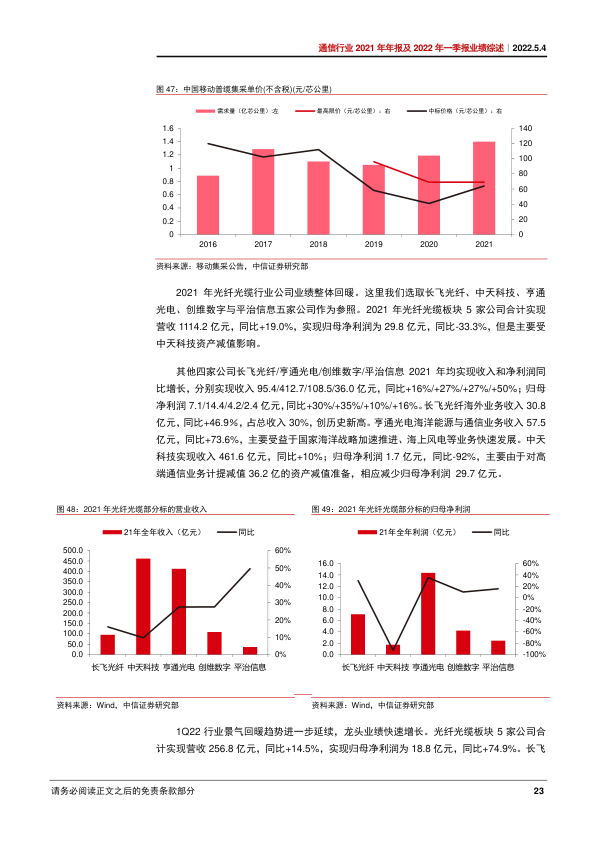 通信行业 2021 年年报及 2022 年一季报业绩综述｜2022.5.4
图 47：中国移动普缆集采单价(不含税)(元/芯公里)
需求量（亿芯公里）:左 最高限价（元/芯公里）：右 中标价格（元/芯公里）：右
1.6 140
1.4 120
1.2 100
1 80
0.8 60
0.6 40
0.4 20
0.2 0
0
2016 2017 2018 2019 2020 2021
资料来源：移动集采公告，中信证券研究部
2021 年光纤光缆行业公司业绩整体回暖。这里我们选取长飞光纤、中天科技、亨通
光电、创维数字与平治信息五家公司作为参照。2021 年光纤光缆板块 5 家公司合计实现
营收 1114.2 亿元，同比+19.0%，实现归母净利润为 29.8 亿元，同比-33.3%，但是主要受
中天科技资产减值影响。
其他四家公司长飞光纤/亨通光电/创维数字/平治信息 2021 年均实现收入和净利润同
比增长，分别实现收入 95.4/412.7/108.5/36.0 亿元，同比+16%/+27%/+27%/+50%；归母
净利润 7.1/14.4/4.2/2.4 亿元，同比+30%/+35%/+10%/+16%。长飞光纤海外业务收入 30.8
亿元，同比+46.9%，占总收入 30%，创历史新高。亨通光电海洋能源与通信业务收入 57.5
亿元，同比+73.6%，主要受益于国家海洋战略加速推进、海上风电等业务快速发展。中天
科技实现收入 461.6 亿元，同比+10%；归母净利润 1.7 亿元，同比-92%，主要由于对高
端通信业务计提减值 36.2 亿的资产减值准备，相应减少归母净利润 29.7 亿元。
图 48：2021 年光纤光缆部分标的营业收入
21年全年收入（亿元） 同比
500.0 60%
450.0 50%
400.0 40%
350.0 30%
300.0 20%
250.0 10%
200.0 0%
150.0
100.0
50.0
0.0
长飞光纤 中天科技 亨通光电 创维数字 平治信息
资料来源：Wind，中信证券研究部
图 49：2021 年光纤光缆部分标的归母净利润
21年全年利润（亿元） 同比
16.0 60%
14.0 40%
12.0 20%
10.0 0%
8.0 -20%
6.0 -40%
4.0 -60%
2.0 -80%
0.0 -100%
长飞光纤 中天科技 亨通光电 创维数字 平治信息
资料来源：Wind，中信证券研究部
1Q22 行业景气回暖趋势进一步延续，龙头业绩快速增长。光纤光缆板块 5 家公司合
计实现营收 256.8 亿元，同比+14.5%，实现归母净利润为 18.8 亿元，同比+74.9%。长飞
请务必阅读正文之后的免责条款部分 23